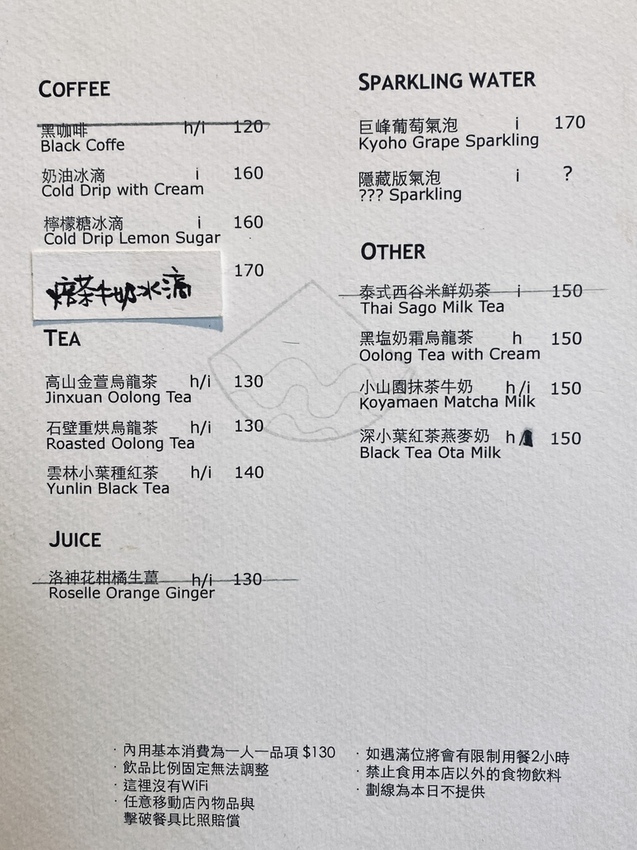 COFFEE
黑咖啡 h/i 120
Black Coffe
奶油冰滴 i 160
Cold Drip with Cream
檸檬糖冰滴 i 160
Cold Drip Lemon Sugar
焙茶牛奶冰滴 170
TEA
高山金萱烏龍茶 h/i 130
Jinxuan Oolong Tea
石壁重烘烏龍茶 h/i 130
Roasted Oolong Tea
雲林小葉種紅茶 h/i 140
Yunlin Black Tea
JUICE
洛神花柑橘生薑 h/i 130
Roselle Orange Ginger
SPARKLING WATER
巨峰葡萄氣泡 i 170
Kyoho Grape Sparkling
隱藏版氣泡 i ?
??? Sparkling
OTHER
泰式西谷米鮮奶茶 i 150
Thai Sago Milk Tea
黑塩奶霜烏龍茶 h 150
Oolong Tea with Cream
小山園抹茶牛奶 h/i 150
Koyamaen Matcha Milk
深小葉紅茶燕麥奶 h/ 150
Black Tea Ota Milk
· 內用基本消費為一人一品項 $130
· 飲品比例固定無法調整
· 這裡沒有WiFi
· 任意移動店內物品與
擊破餐具比照賠償
· 如遇滿位將會有限制用餐2小時
· 禁止食用本店以外的食物飲料
· 劃線為本日不提供